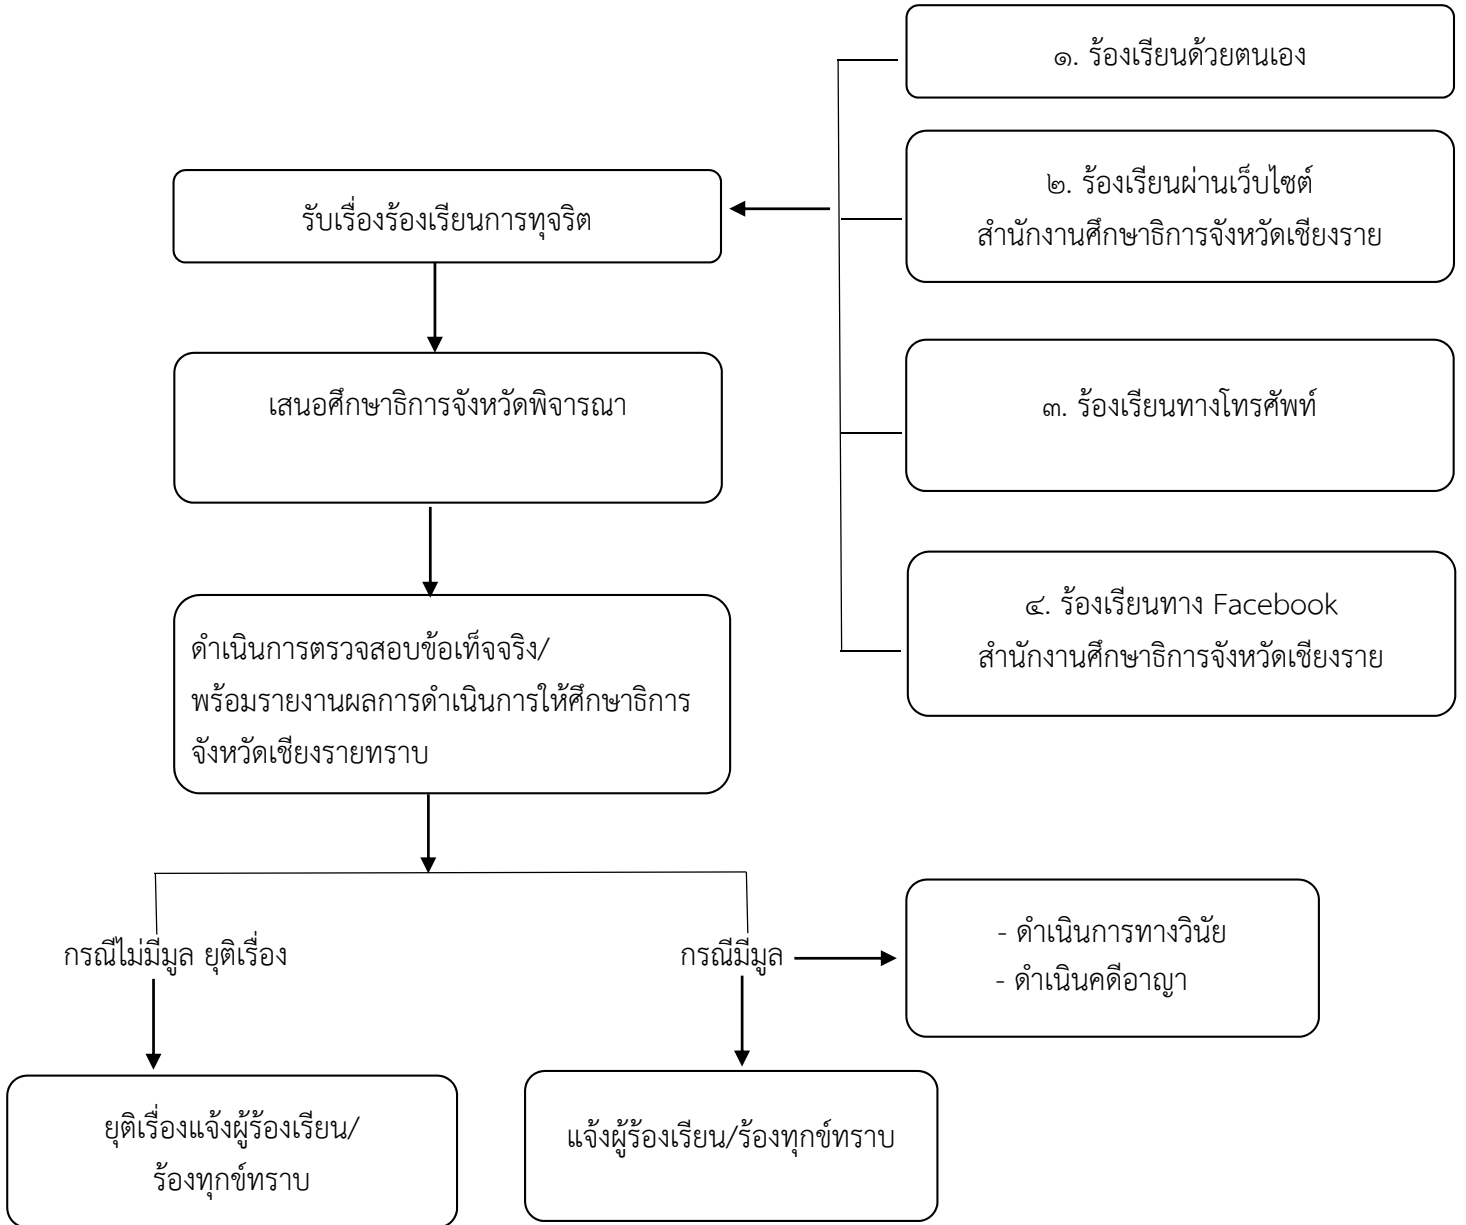 ๑. ร้องเรียนด้วยตนเอง
๒. ร้องเรียนผ่านเว็บไซต์
สำนักงานศึกษาธิการจังหวัดเชียงราย
รับเรื่องร้องเรียนการทุจริต
เสนอศึกษาธิการจังหวัดพิจารณา
๓. ร้องเรียนทางโทรศัพท์
๔. ร้องเรียนทาง Facebook
สำนักงานศึกษาธิการจังหวัดเชียงราย
ดำเนินการตรวจสอบข้อเท็จจริง/
พร้อมรายงานผลการดำเนินการให้ศึกษาธิการ
จังหวัดเชียงรายทราบ
กรณีไม่มีมูล ยุติเรื่อง
กรณีมีมูล
- ดำเนินการทางวินัย
- ดำเนินคดีอาญา
ยุติเรื่องแจ้งผู้ร้องเรียน/
ร้องทุกข์ทราบ
แจ้งผู้ร้องเรียน/ร้องทุกข์ทราบ